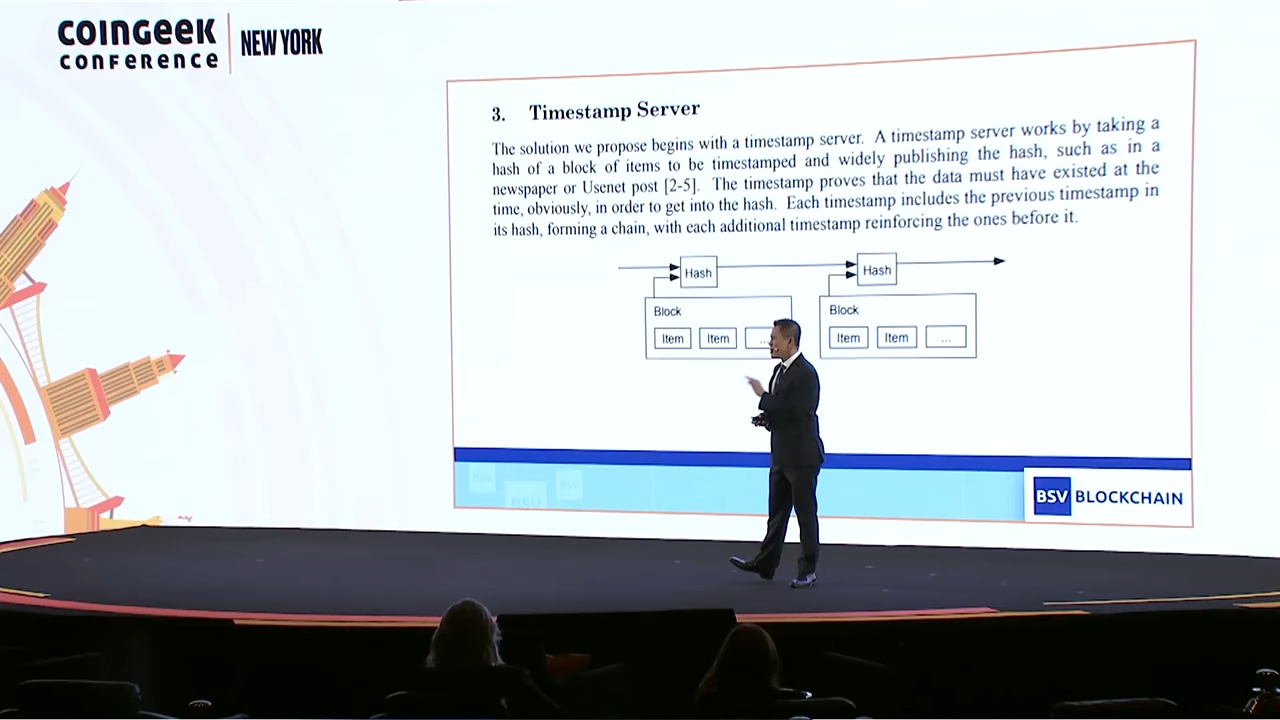 COINGEEK
CONFERENCE
NEW YORK
3. Timestamp Server
The solution we propose begins with a timestamp server. A timestamp server works by taking a
hash of a block of items to be timestamped and widely publishing the hash, such as in a
newspaper or Usenet post [2-5]. The timestamp proves that the data must have existed at the
time, obviously, in order to get into the hash. Each timestamp includes the previous timestamp in
its hash, forming a chain, with each additional timestamp reinforcing the ones before it.
Hash
Hash
Block
Block
Item Item ...
Item Item ...
BSV BSV BSV
BSV BLOCKCHAIN